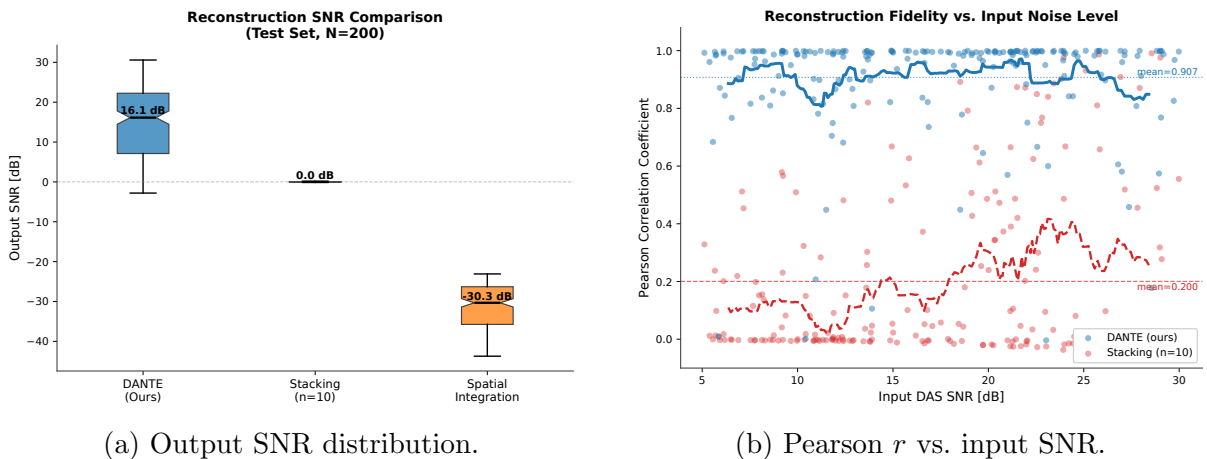 Reconstruction SNR Comparison
(Test Set, N=200)
Output SNR [dB]
30
20
10
0
−10
−20
−30
−40
16.1 dB
0.0 dB
-30.3 dB
DANTE
(Ours)
Stacking
(n=10)
Spatial
Integration
(a) Output SNR distribution.
Reconstruction Fidelity vs. Input Noise Level
Pearson Correlation Coefficient
1.0
0.8
0.6
0.4
0.2
0.0
mean=0.907
mean=0.200
DANTE (ours)
Stacking (n=10)
5
10
15
20
25
30
Input DAS SNR [dB]
(b) Pearson r vs. input SNR.